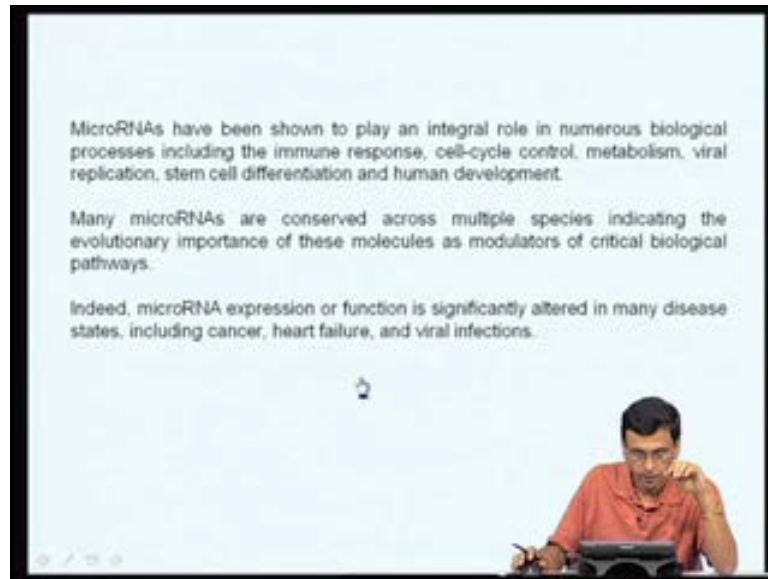 MicroRNAs have been shown to play an integral role in numerous biological
processes including the immune response, cell-cycle control, metabolism, viral
replication, stem cell differentiation and human development.
Many microRNAs are conserved across multiple species indicating the
evolutionary importance of these molecules as modulators of critical biological
pathways.
Indeed, microRNA expression or function is significantly altered in many disease
states, including cancer, heart failure, and viral infections.